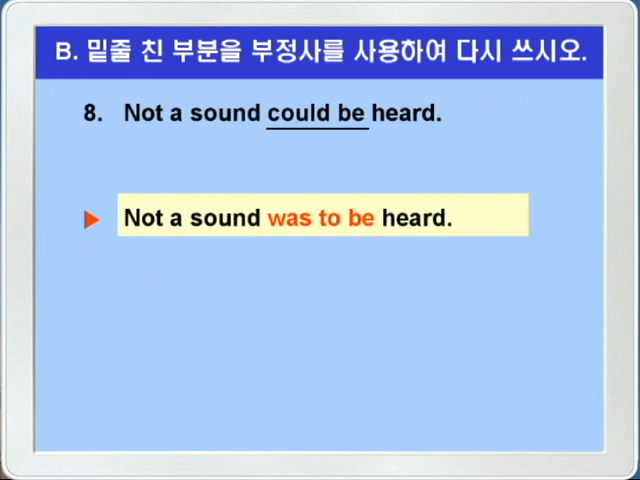 B. 밑줄 친 부분을 부정사를 사용하여 다시 쓰시오.
8. Not a sound could be heard.
Not a sound was to be heard.